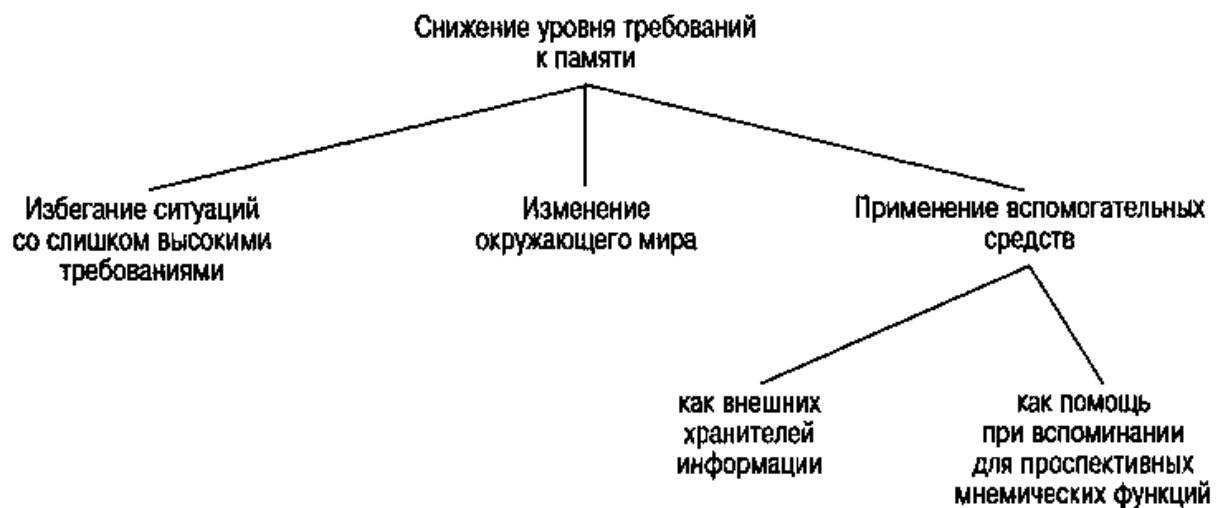 Снижение уровня требований
к памяти
Избегание ситуаций
со слишком высокими
требованиями
Изменение
окружающего мира
Применение вспомогательных
средств
как внешних
хранителей
информации
как помощь
при вспоминании
для проспективных
мнемических функций